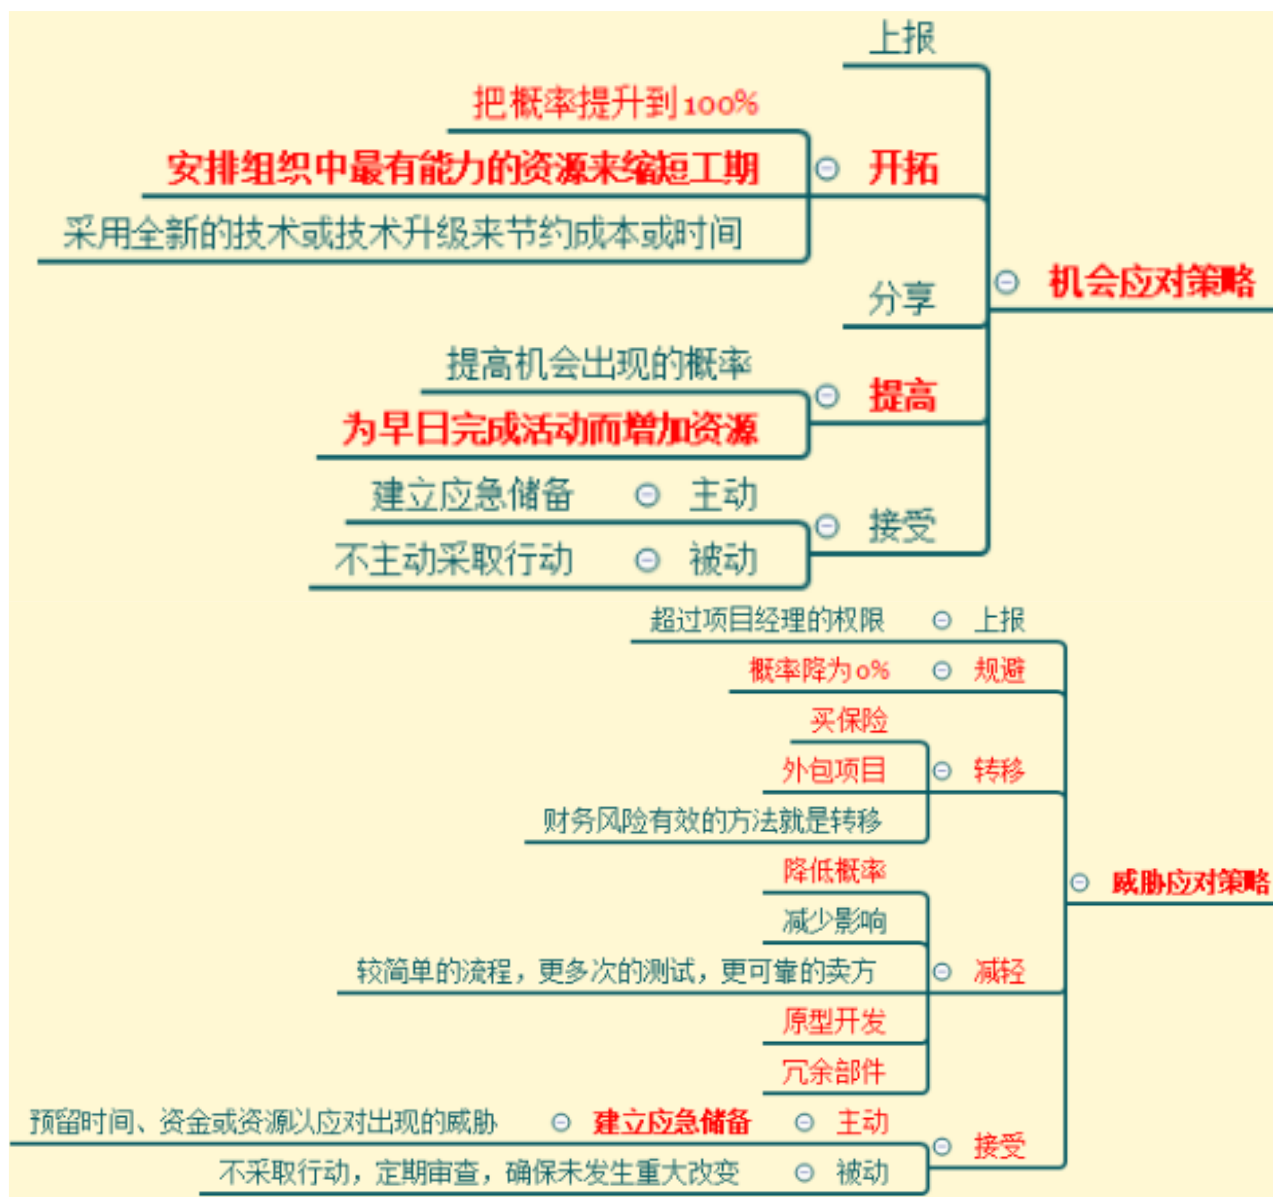 上报
把概率提升到100%
安排组织中最有能力的资源来缩短工期 开拓
采用全新的技术或技术升级来节约成本或时间
机会应对策略
分享
提高机会出现的概率
提高
为早日完成活动而增加资源
建立应急储备 主动
接受
不主动采取行动 被动
超过项目经理的权限 上报
概率降为0% 规避
买保险
外包项目 转移
财务风险有效的方法就是转移
降低概率
威胁应对策略
减少影响
较简单的流程，更多次的测试，更可靠的卖方 减轻
原型开发
冗余部件
预留时间、资金或资源以应对出现的威胁 建立应急储备 主动
接受
不采取行动，定期审查，确保未发生重大改变 被动